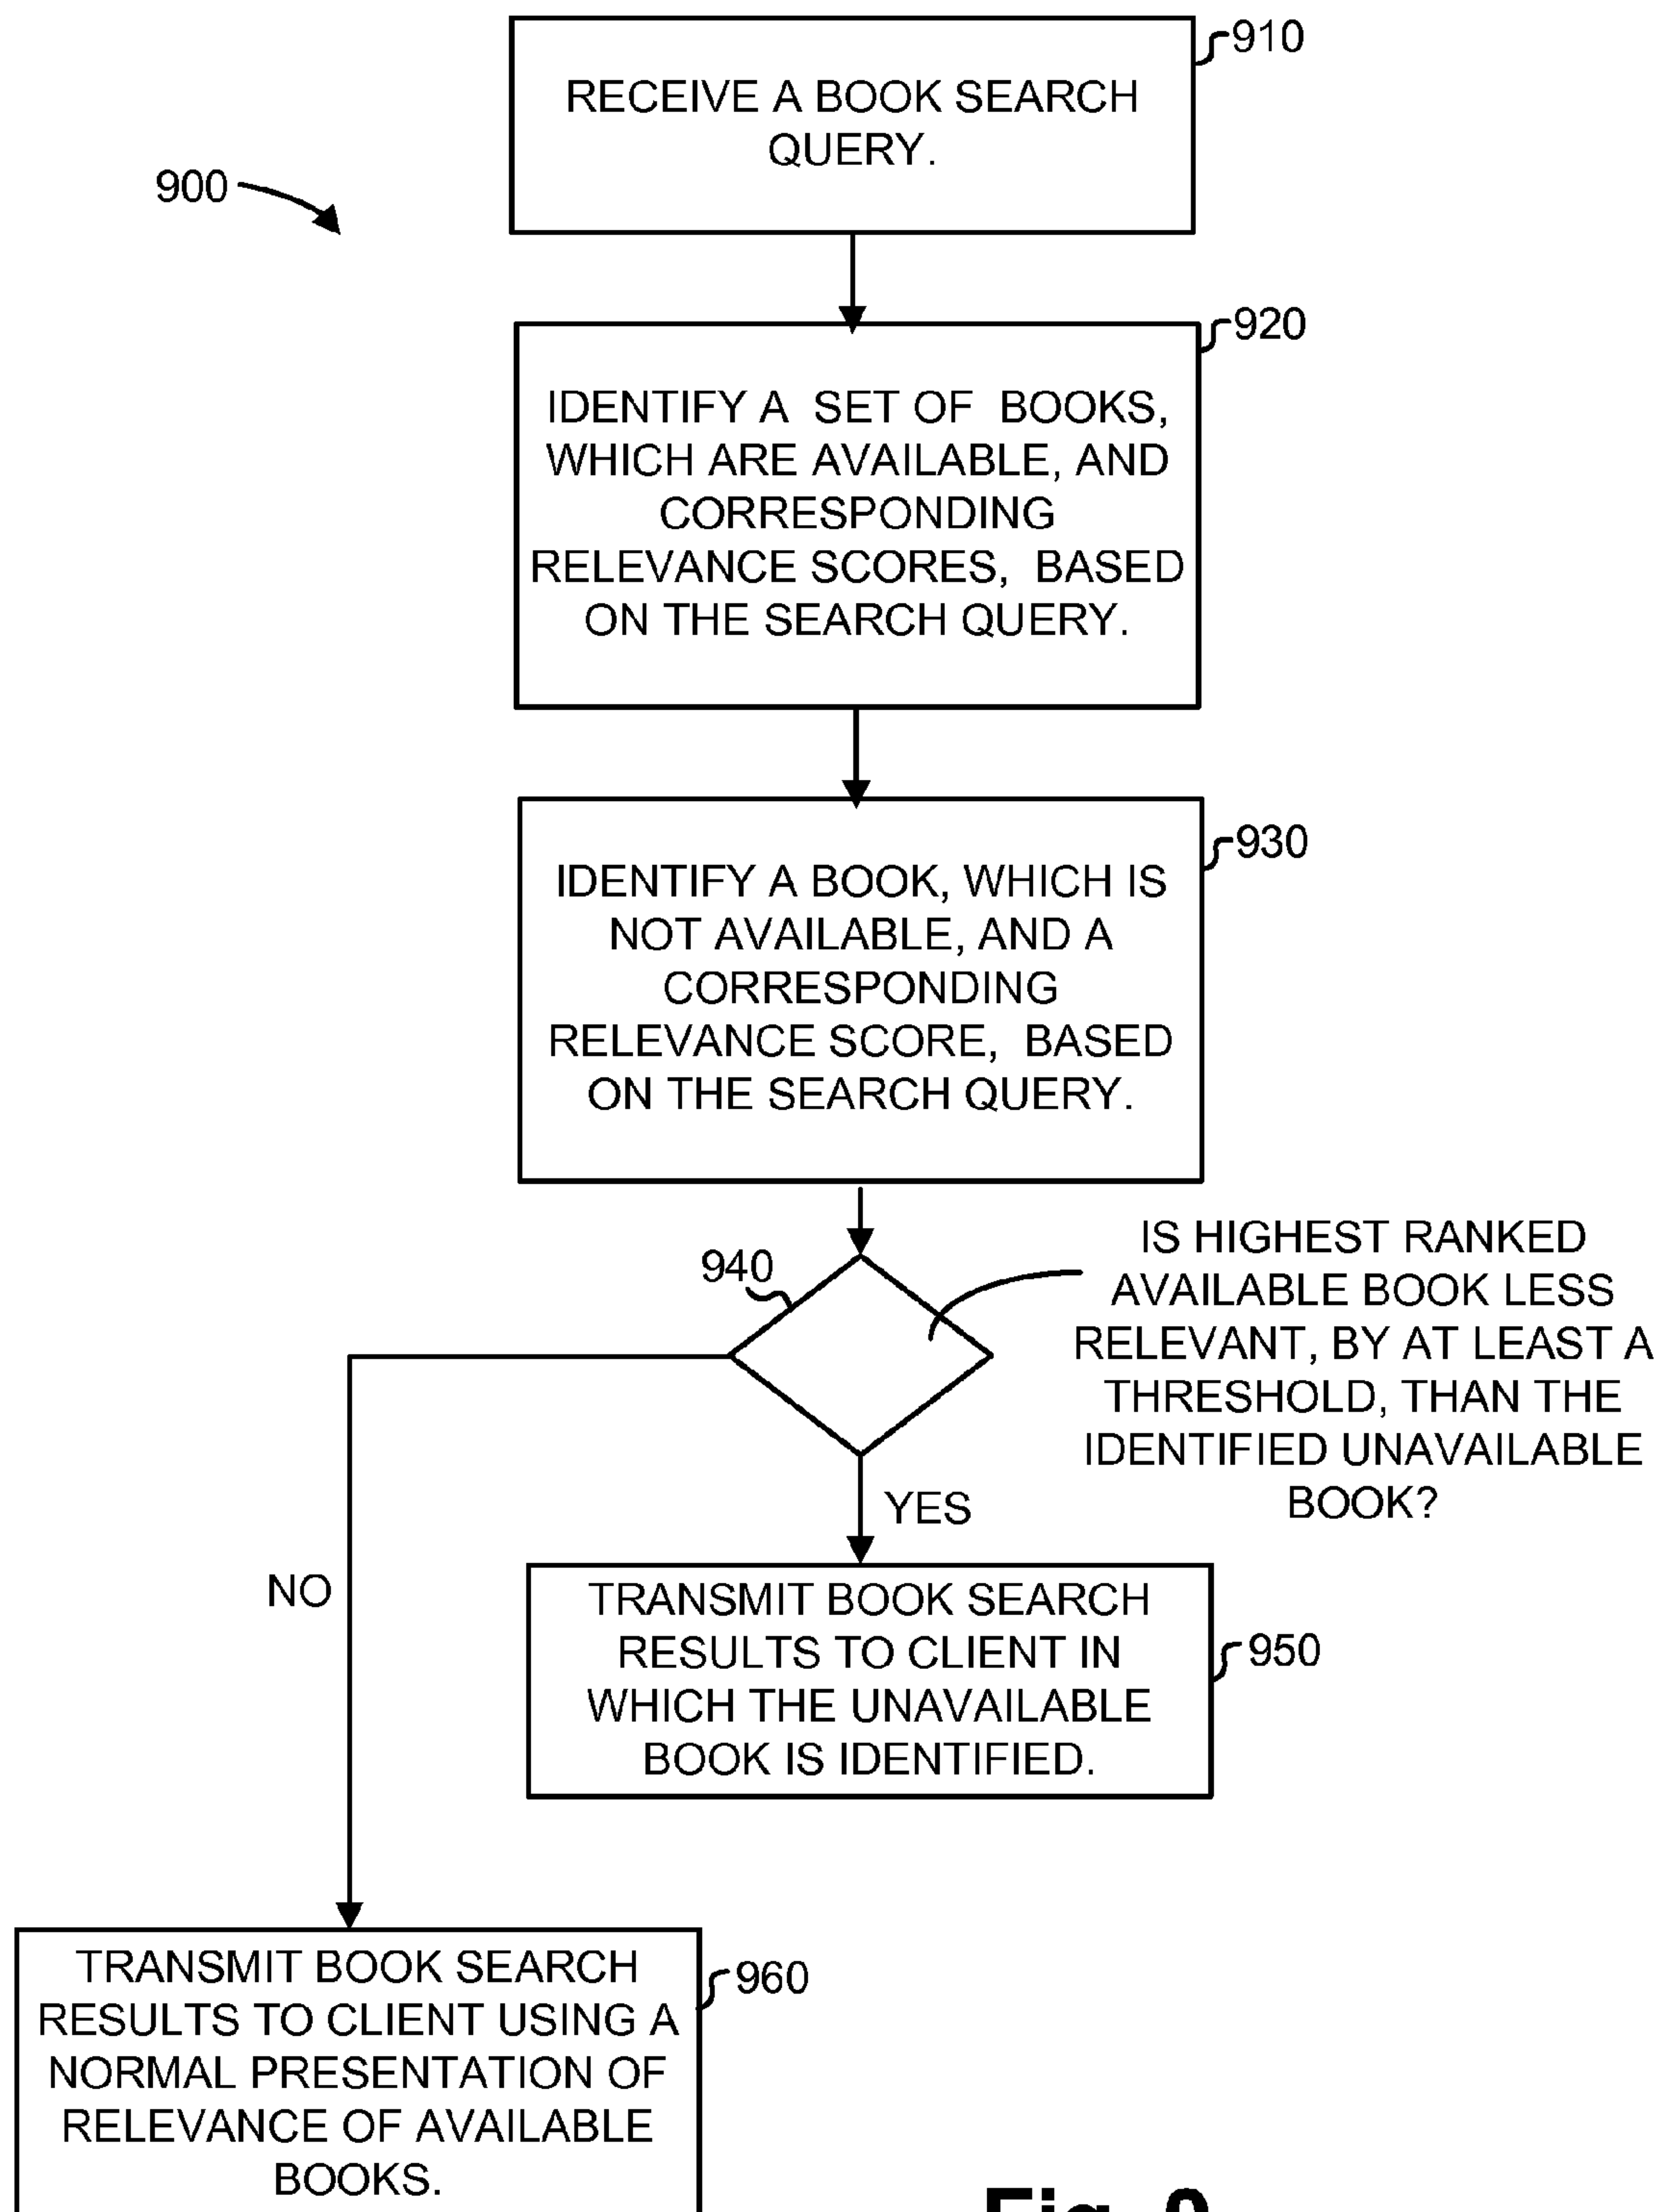 910
RECEIVE A BOOK SEARCH
QUERY.
900
920
IDENTIFY A SET OF BOOKS,
WHICH ARE AVAILABLE, AND
CORRESPONDING
RELEVANCE SCORES, BASED
ON THE SEARCH QUERY.
930
IDENTIFY A BOOK, WHICH IS
NOT AVAILABLE, AND A
CORRESPONDING
RELEVANCE SCORE, BASED
ON THE SEARCH QUERY.
940
IS HIGHEST RANKED
AVAILABLE BOOK LESS
RELEVANT, BY AT LEAST A
THRESHOLD, THAN THE
IDENTIFIED UNAVAILABLE
BOOK?
YES
NO
TRANSMIT BOOK SEARCH
RESULTS TO CLIENT IN
WHICH THE UNAVAILABLE
BOOK IS IDENTIFIED.
950
TRANSMIT BOOK SEARCH
RESULTS TO CLIENT USING A
NORMAL PRESENTATION OF
RELEVANCE OF AVAILABLE
BOOKS.
960